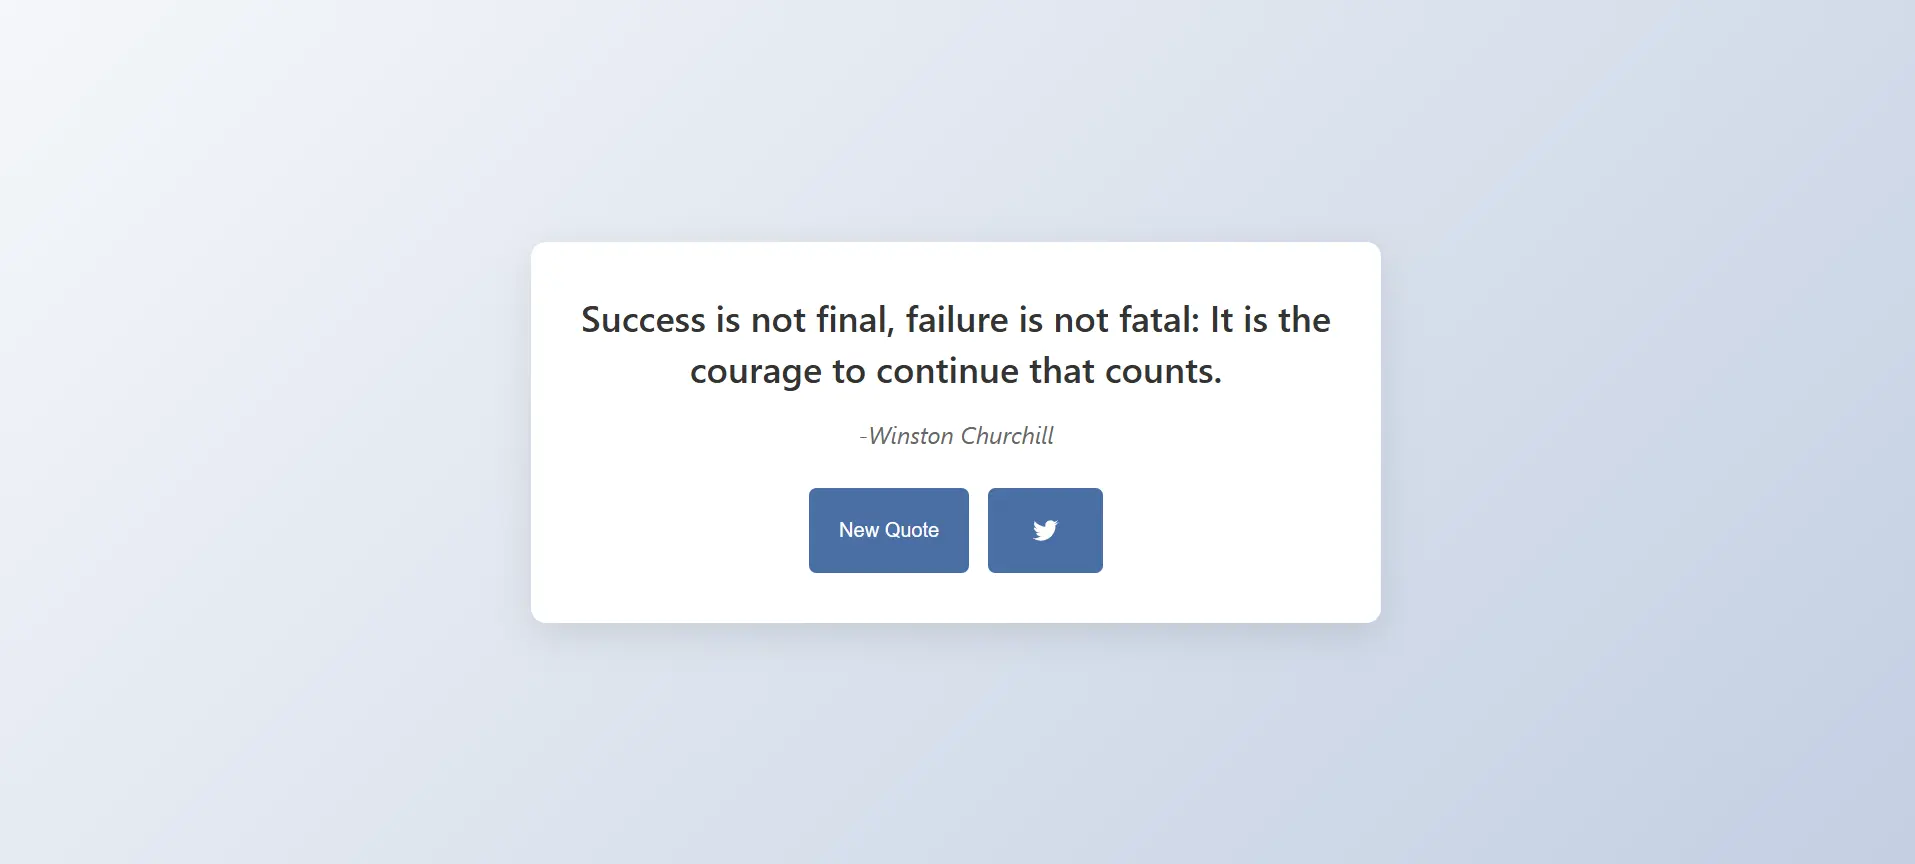 Success is not final, failure is not fatal: It is the
courage to continue that counts.
-Winston Churchill
New Quote